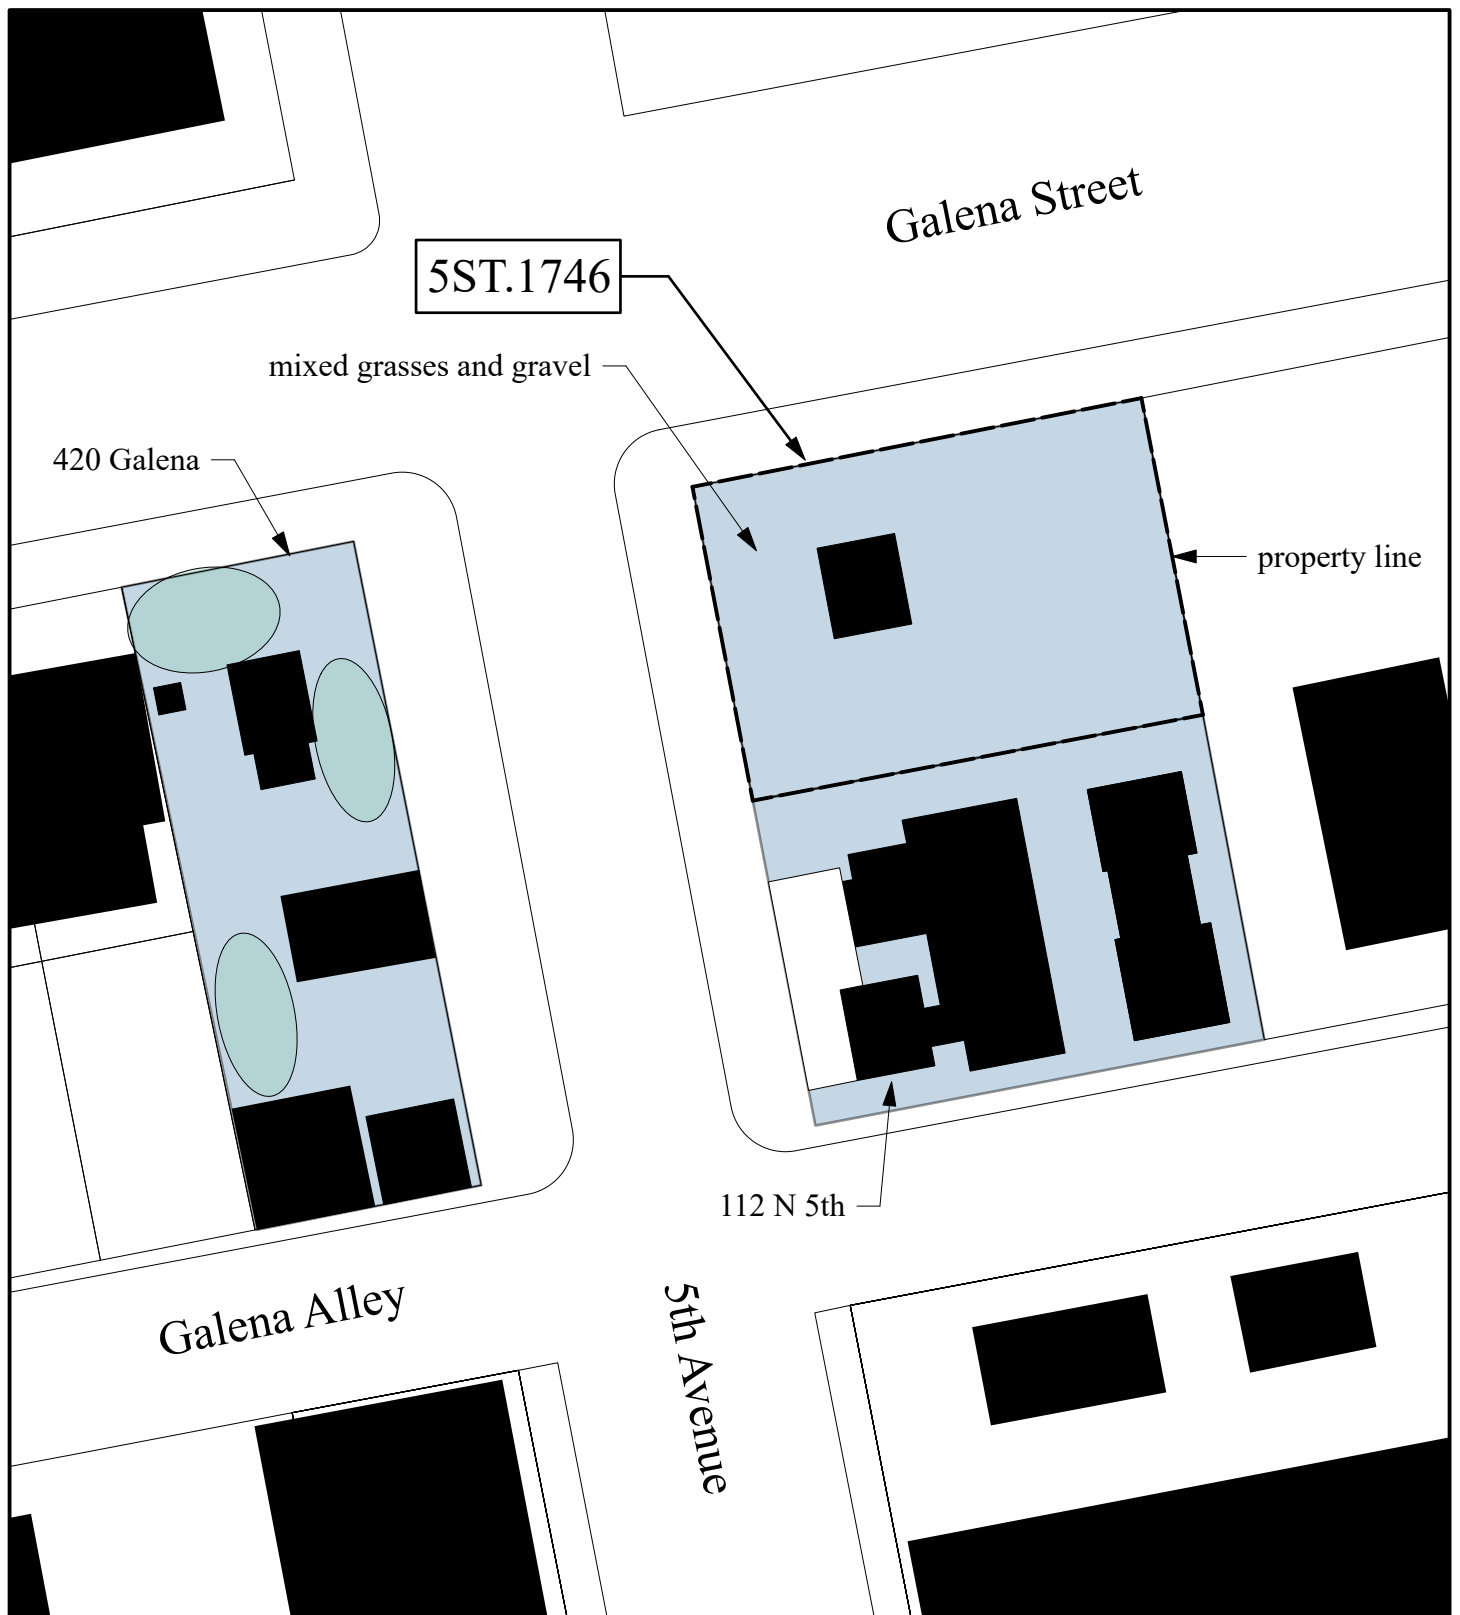 Galena Street
5ST.1746
mixed grasses and gravel
420 Galena
property line
112 N 5th
Galena Alley
5th Avenue